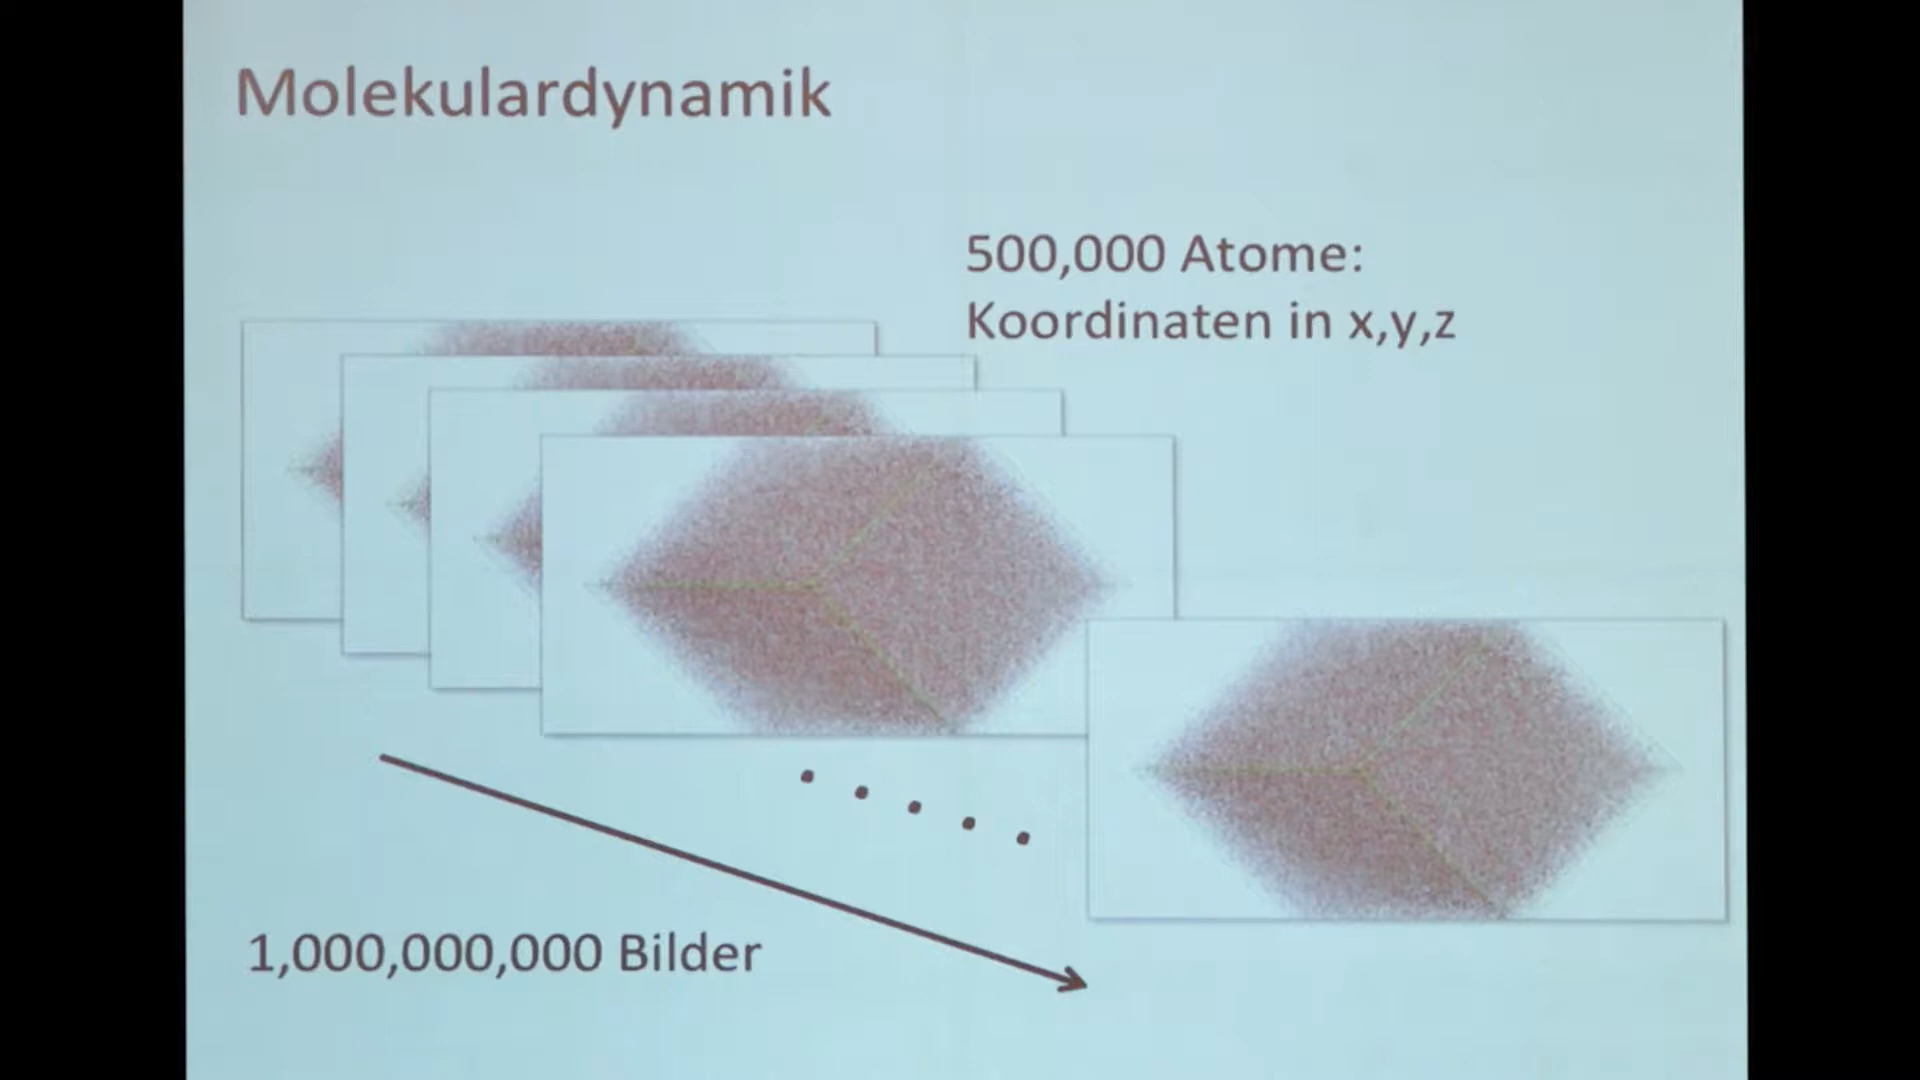 Molekulardynamik
500,000 Atome:
Koordinaten in x,y,z
1,000,000,000 Bilder